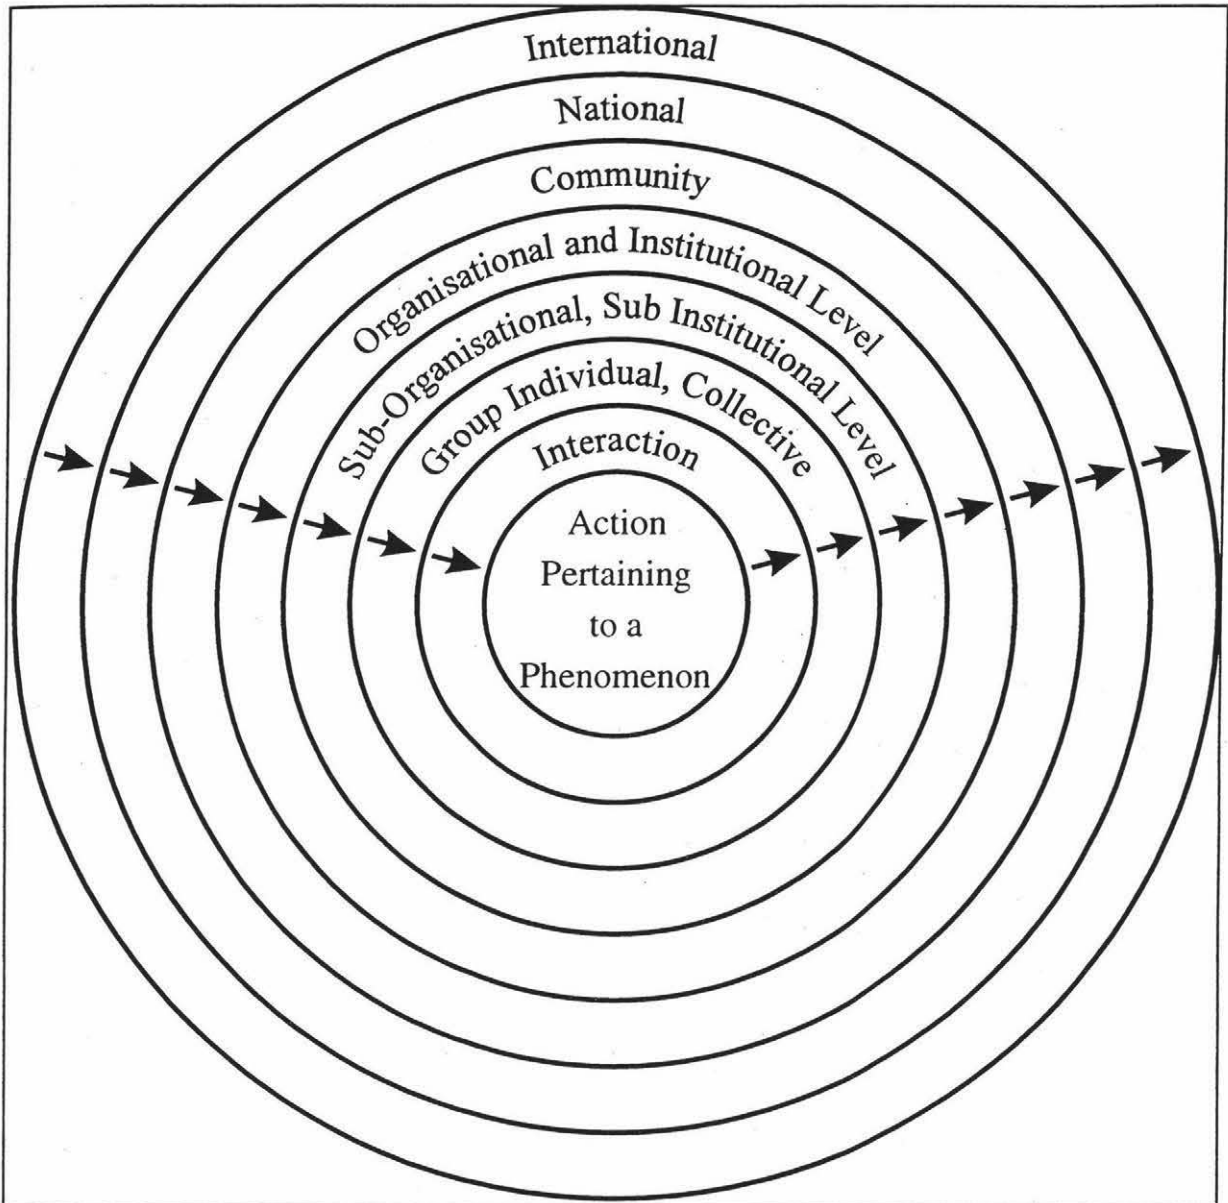 International
National
Community
Organisational and Institutional Level
Sub-Organisational, Sub Institutional Level
Group Individual, Collective
Interaction
Action
Pertaining
to a
Phenomenon